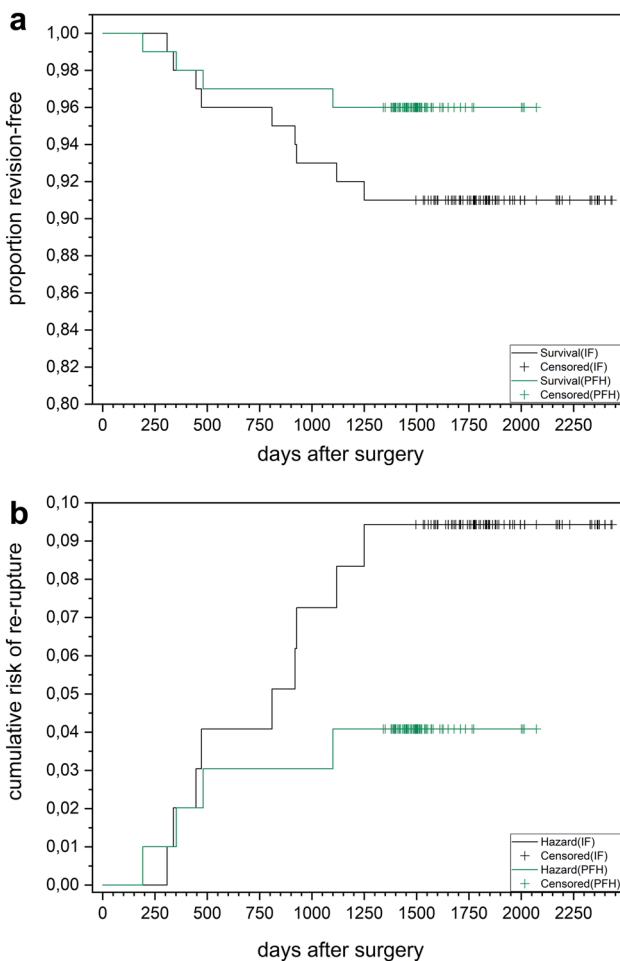 a
proportion revision-free
1,00
0,98
0,96
0,94
0,92
0,90
0,88
0,86
0,84
0,82
0,80
0 250 500 750 1000 1250 1500 1750 2000 2250
days after surgery
Survival(IF)
Censored(IF)
Survival(PFH)
Censored(PFH)
b
cumulative risk of re-rupture
0,10
0,09
0,08
0,07
0,06
0,05
0,04
0,03
0,02
0,01
0,00
0 250 500 750 1000 1250 1500 1750 2000 2250
days after surgery
Hazard(IF)
Censored(IF)
Hazard(PFH)
Censored(PFH)